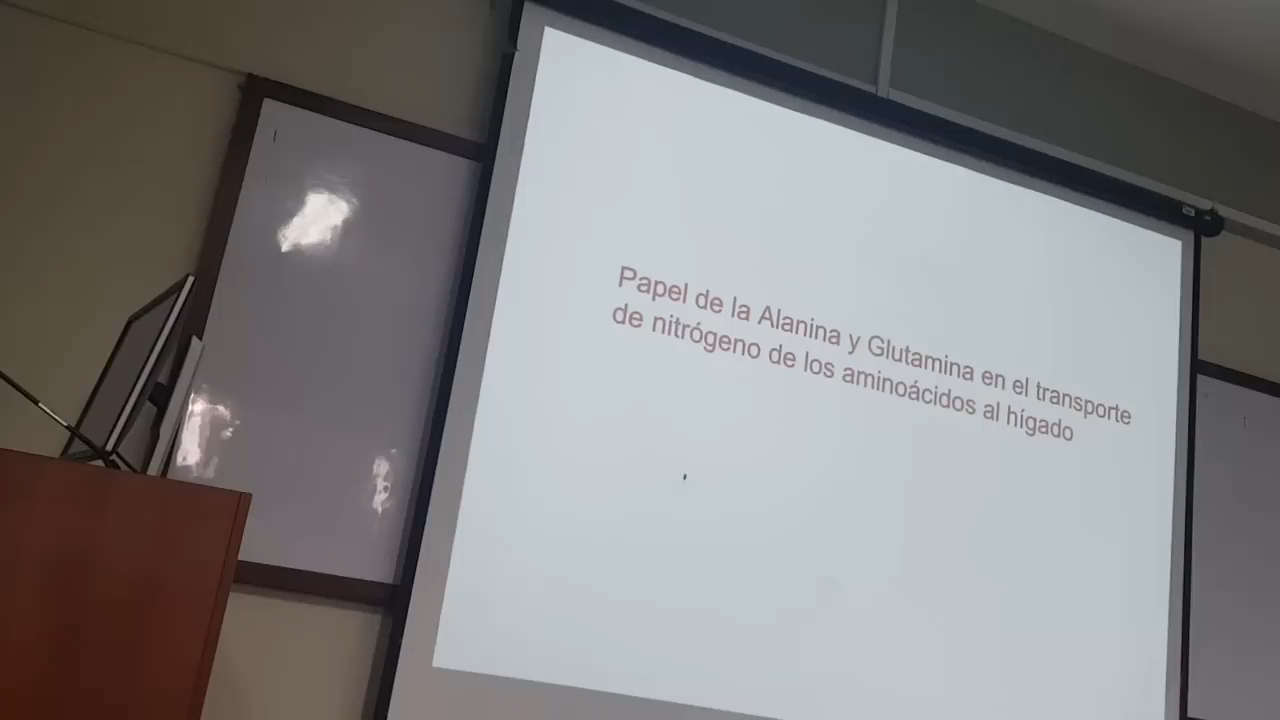 Papel de la Alanina y Glutamina en el transporte
de nitrógeno de los aminoácidos al hígado